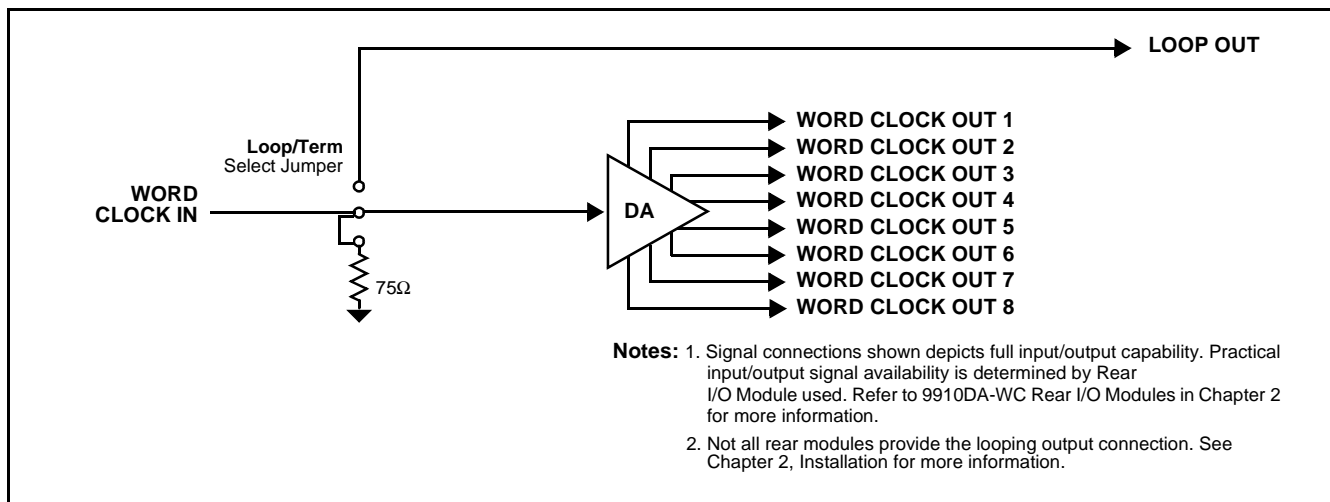 LOOP OUT
Loop/Term
Select Jumper
WORD
CLOCK IN
75Ω
DA
WORD CLOCK OUT 1
WORD CLOCK OUT 2
WORD CLOCK OUT 3
WORD CLOCK OUT 4
WORD CLOCK OUT 5
WORD CLOCK OUT 6
WORD CLOCK OUT 7
WORD CLOCK OUT 8
Notes: 1. Signal connections shown depicts full input/output capability. Practical
input/output signal availability is determined by Rear
I/O Module used. Refer to 9910DA-WC Rear I/O Modules in Chapter 2
for more information.
2. Not all rear modules provide the looping output connection. See
Chapter 2, Installation for more information.